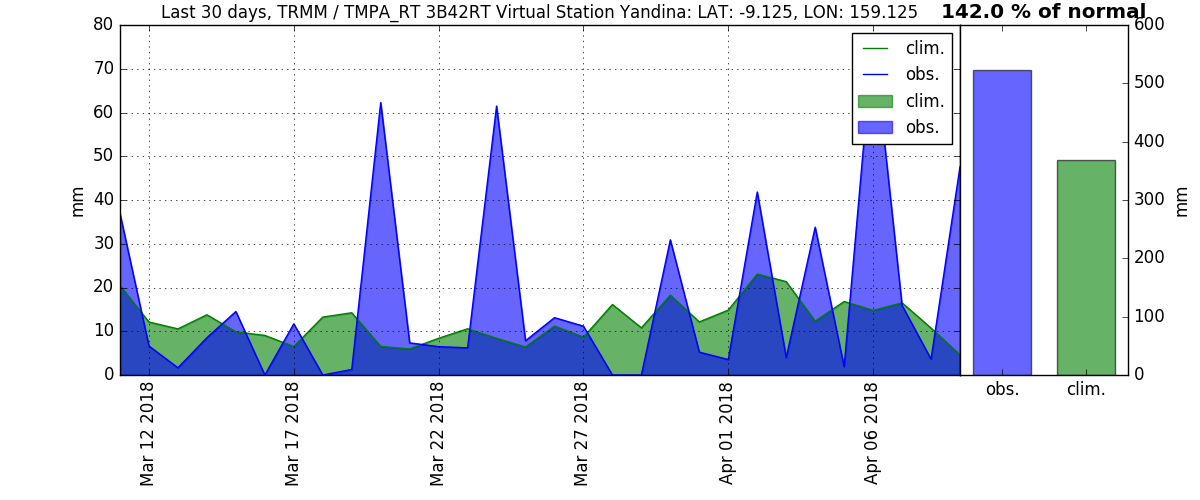 Last 30 days, TRMM / TMPA_RT 3B42RT Virtual Station Yandina: LAT: -9.125, LON: 159.125
142.0 % of normal
80
70
60
50
40
30
20
10
0
mm
clim.
obs.
clim.
obs.
600
500
400
300
200
100
0
mm
obs.
clim.
Mar 12 2018
Mar 17 2018
Mar 22 2018
Mar 27 2018
Apr 01 2018
Apr 06 2018